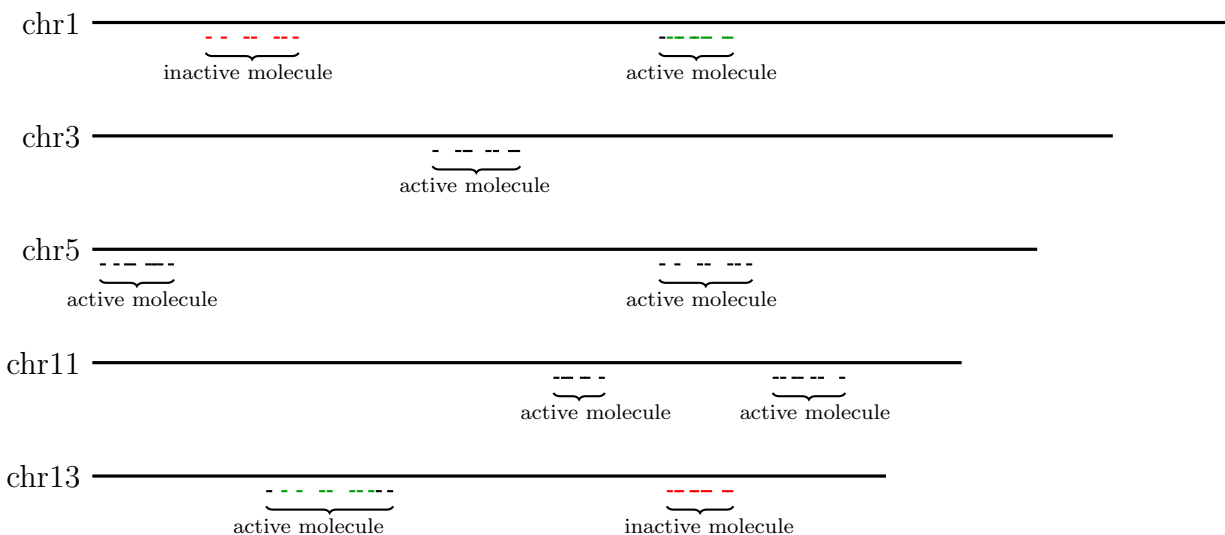 chr1
inactive molecule active molecule
chr3
active molecule
chr5
active molecule active molecule
chr11
active molecule active molecule
chr13
active molecule inactive molecule